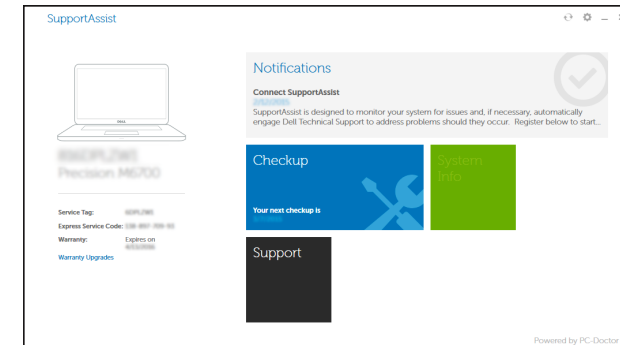 SupportAssist
Notifications
Connect SupportAssist
SupportAssist is designed to monitor your system for issues and, if necessary, automatically
engage Dell Technical Support to address problems should they occur. Register below to start...
DELL
Precision M6700
Checkup
Your next checkup is
System
Info
Support
Service Tag:
Express Service Code:
Warranty: Expires on
Warranty Upgrades
Powered by PC-Doctor